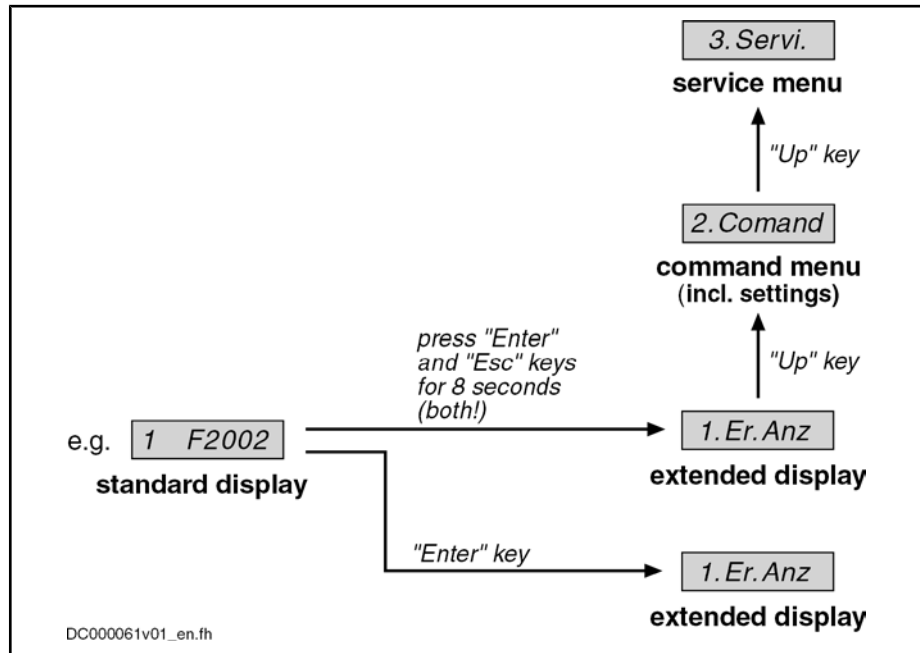 3. Servi.
service menu
"Up" key
2. Comand
command menu
(incl. settings)
press "Enter"
and "Esc" keys
for 8 seconds
(both!)
"Up" key
e.g. 1 F2002
standard display
1. Er. Anz
extended display
"Enter" key
1. Er. Anz
extended display
DC000061v01_en.fh